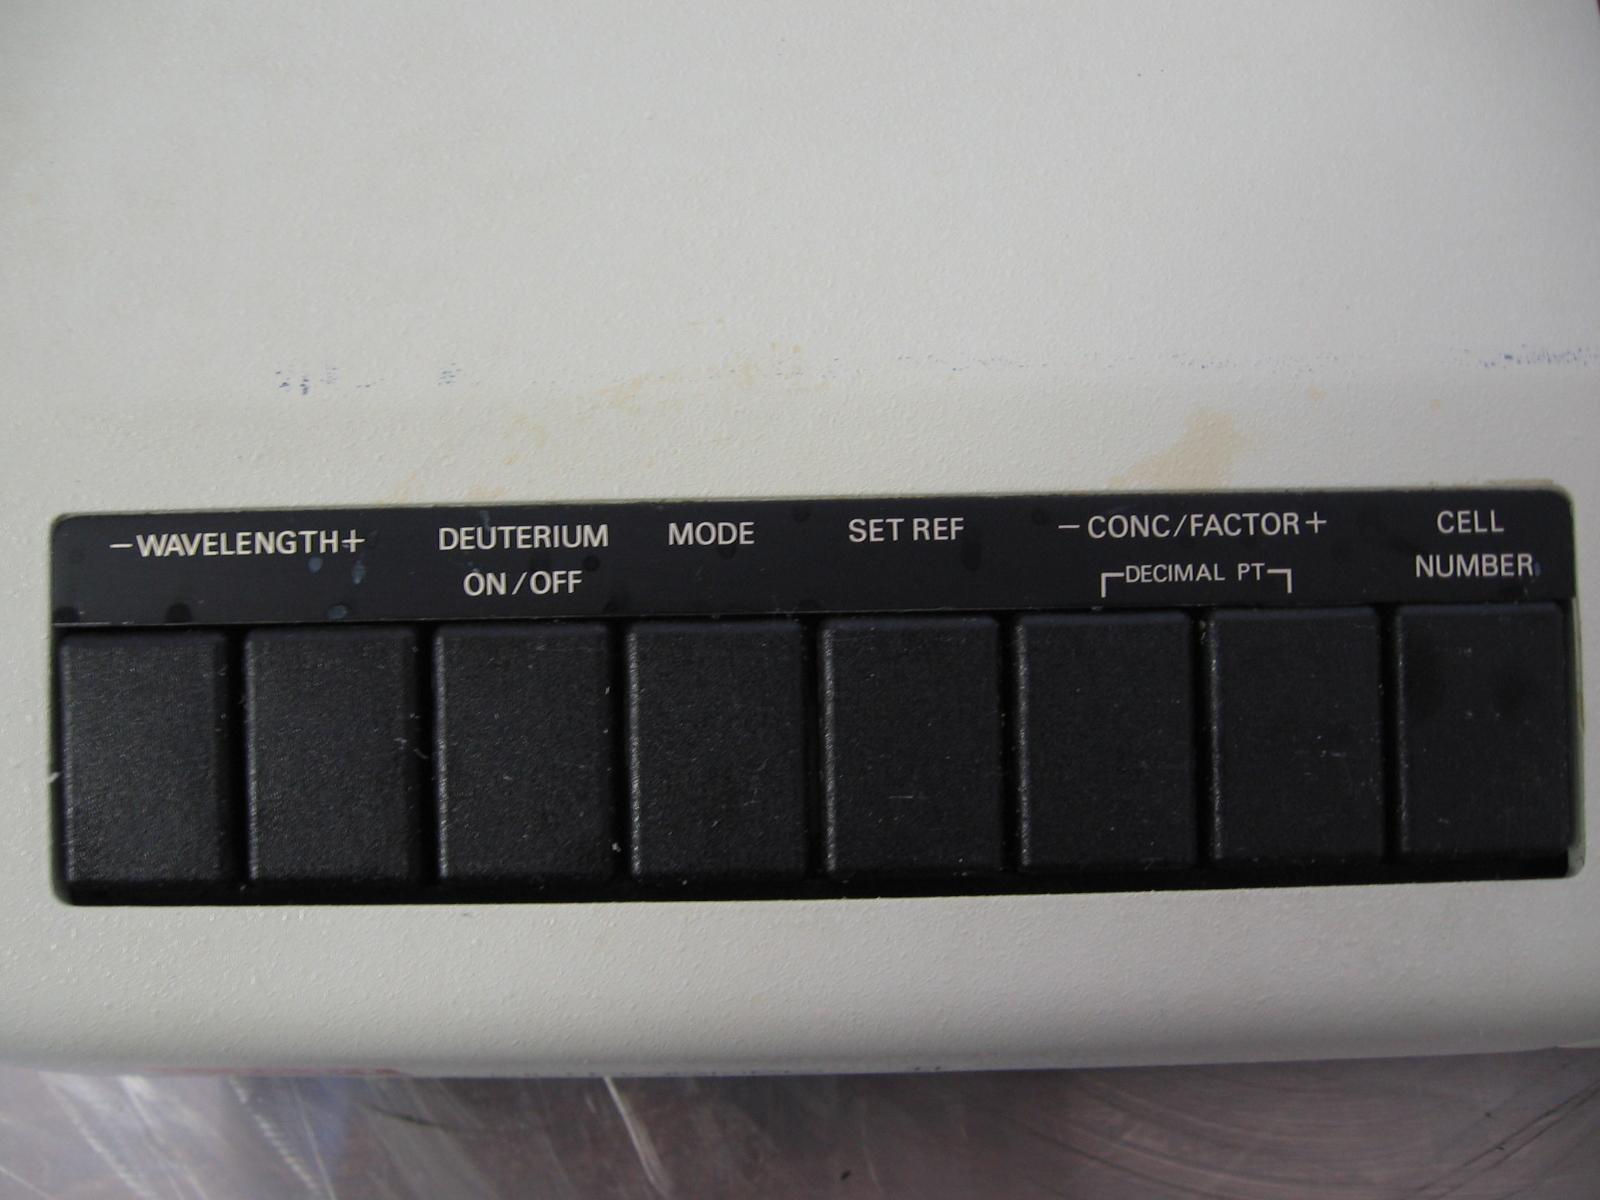 −WAVELENGTH+
DEUTERIUM
ON/OFF
MODE
SET REF
−CONC/FACTOR+
DECIMAL PT
CELL
NUMBER